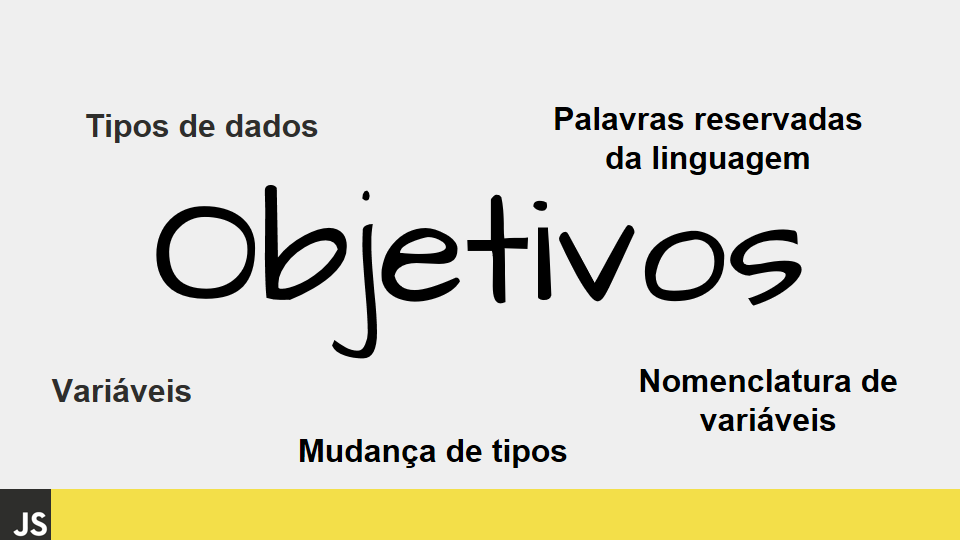 Tipos de dados
Palavras reservadas
da linguagem
Objetivos
Variáveis
Nomenclatura de
variáveis
Mudança de tipos
JS